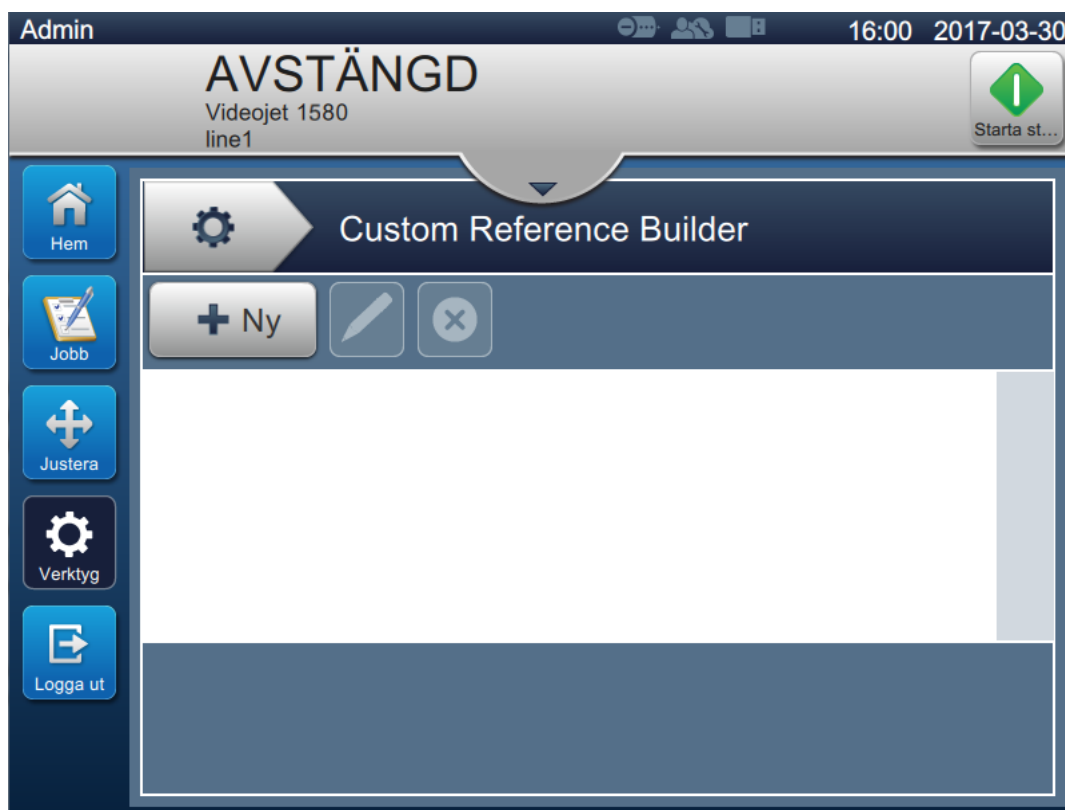 Admin 16:00 2017-03-30
AVSTÄNGD
Videojet 1580
line1
Starta st...
Hem
Custom Reference Builder
Ny
Jobb
Justera
Verktyg
Logga ut